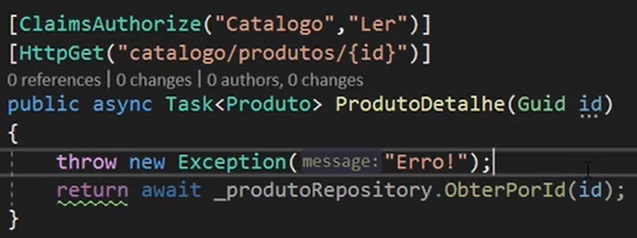 [ClaimsAuthorize("Catalogo","Ler")]
[HttpGet("catalogo/produtos/{id}")]
0 references | 0 changes | 0 authors, 0 changes
public async Task<Produto> ProdutoDetalhe(Guid id)
{
throw new Exception(message:"Erro!");
return await _produtoRepository.ObterPorId(id);
}